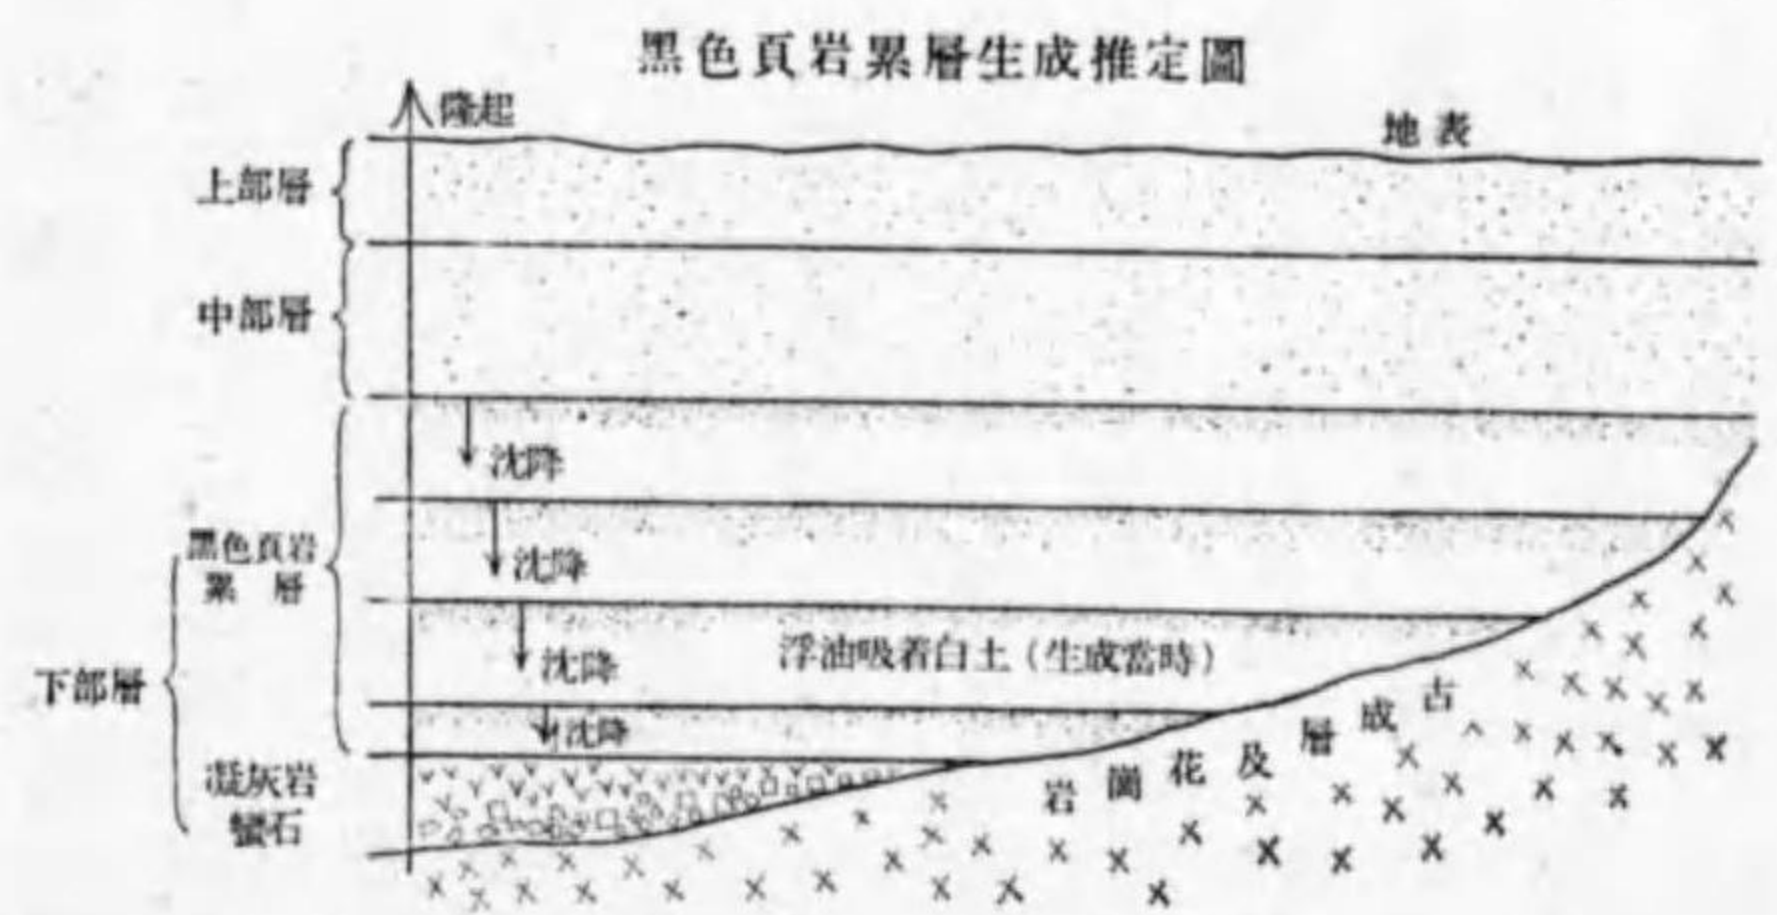 黑色頁岩累層生成推定圖
隆起
地表
上部層
中部層
沈降
沈降
黑色頁岩
累層
沈降
浮油吸着白土(生成當時)
下部層
沈降
古成層及花崗岩
凝灰岩
蠻石